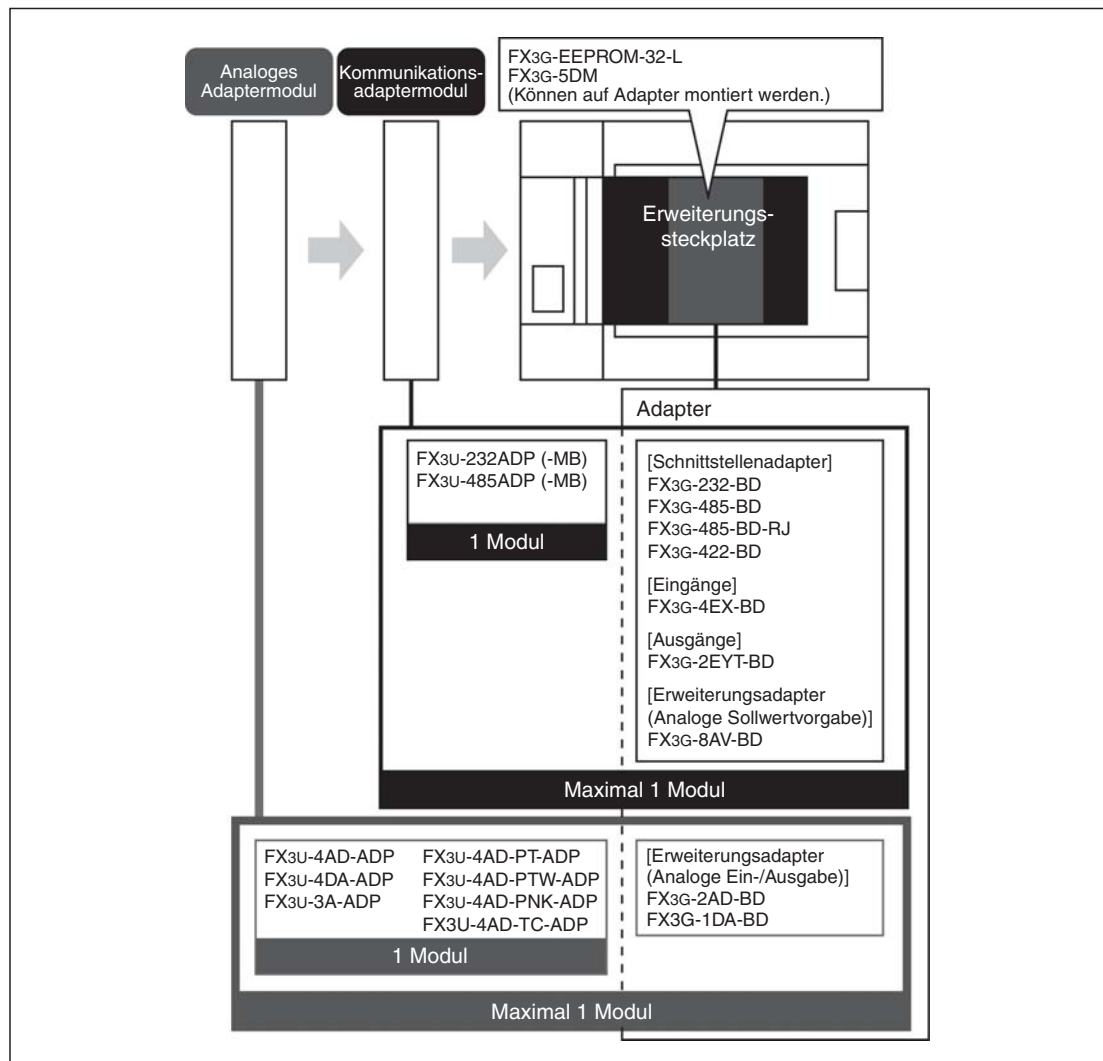 Analoges
Adaptermodul
Kommunikations-
adaptermodul
FX3G-EEPROM-32-L
FX3G-5DM
(Können auf Adapter montiert werden.)
Erweiterungs-
steckplatz
Adapter
FX3U-232ADP (-MB)
FX3U-485ADP (-MB)
1 Modul
[Schnittstellenadapter]
FX3G-232-BD
FX3G-485-BD
FX3G-485-BD-RJ
FX3G-422-BD
[Eingänge]
FX3G-4EX-BD
[Ausgänge]
FX3G-2EYT-BD
[Erweiterungsadapter
(Analoge Sollwertvorgabe)]
FX3G-8AV-BD
Maximal 1 Modul
FX3U-4AD-ADP
FX3U-4DA-ADP
FX3U-3A-ADP
FX3U-4AD-PT-ADP
FX3U-4AD-PTW-ADP
FX3U-4AD-PNK-ADP
FX3U-4AD-TC-ADP
1 Modul
[Erweiterungsadapter
(Analoge Ein-/Ausgabe)]
FX3G-2AD-BD
FX3G-1DA-BD
Maximal 1 Modul